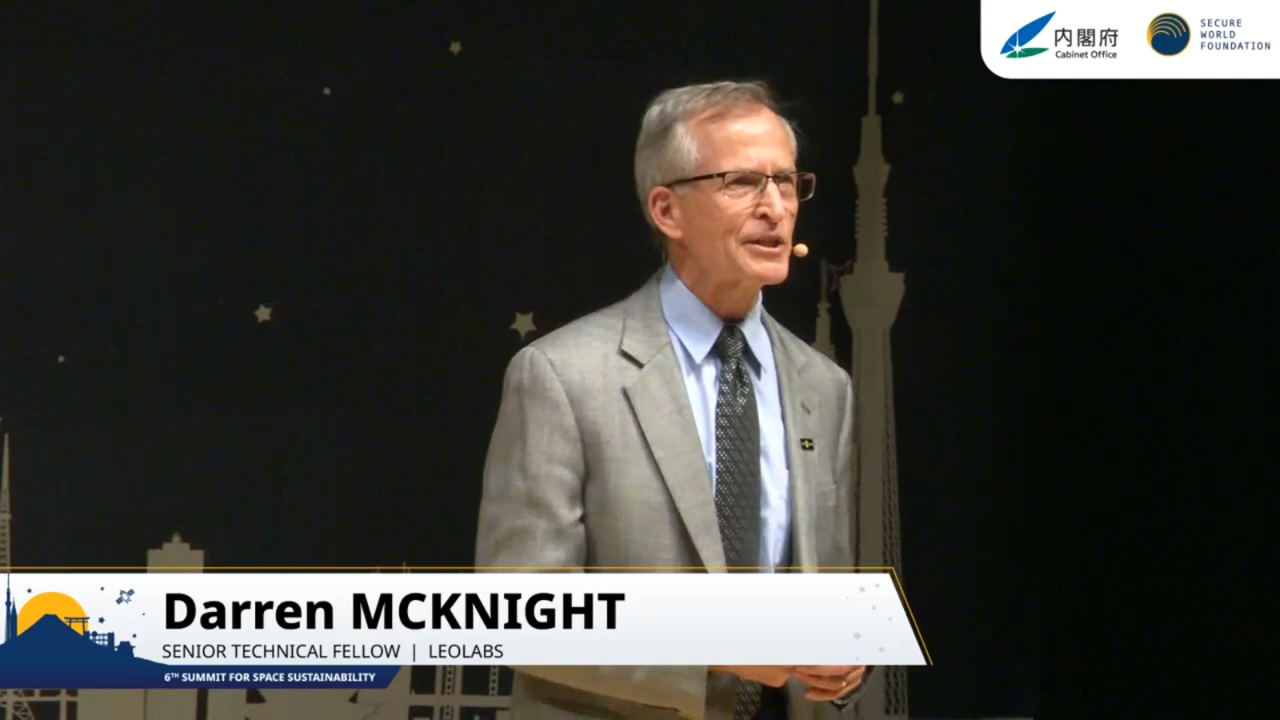 内閣府
Cabinet Office
SECURE
WORLD
FOUNDATION
Darren MCKNIGHT
SENIOR TECHNICAL FELLOW | LEOLABS
6TH SUMMIT FOR SPACE SUSTAINABILITY